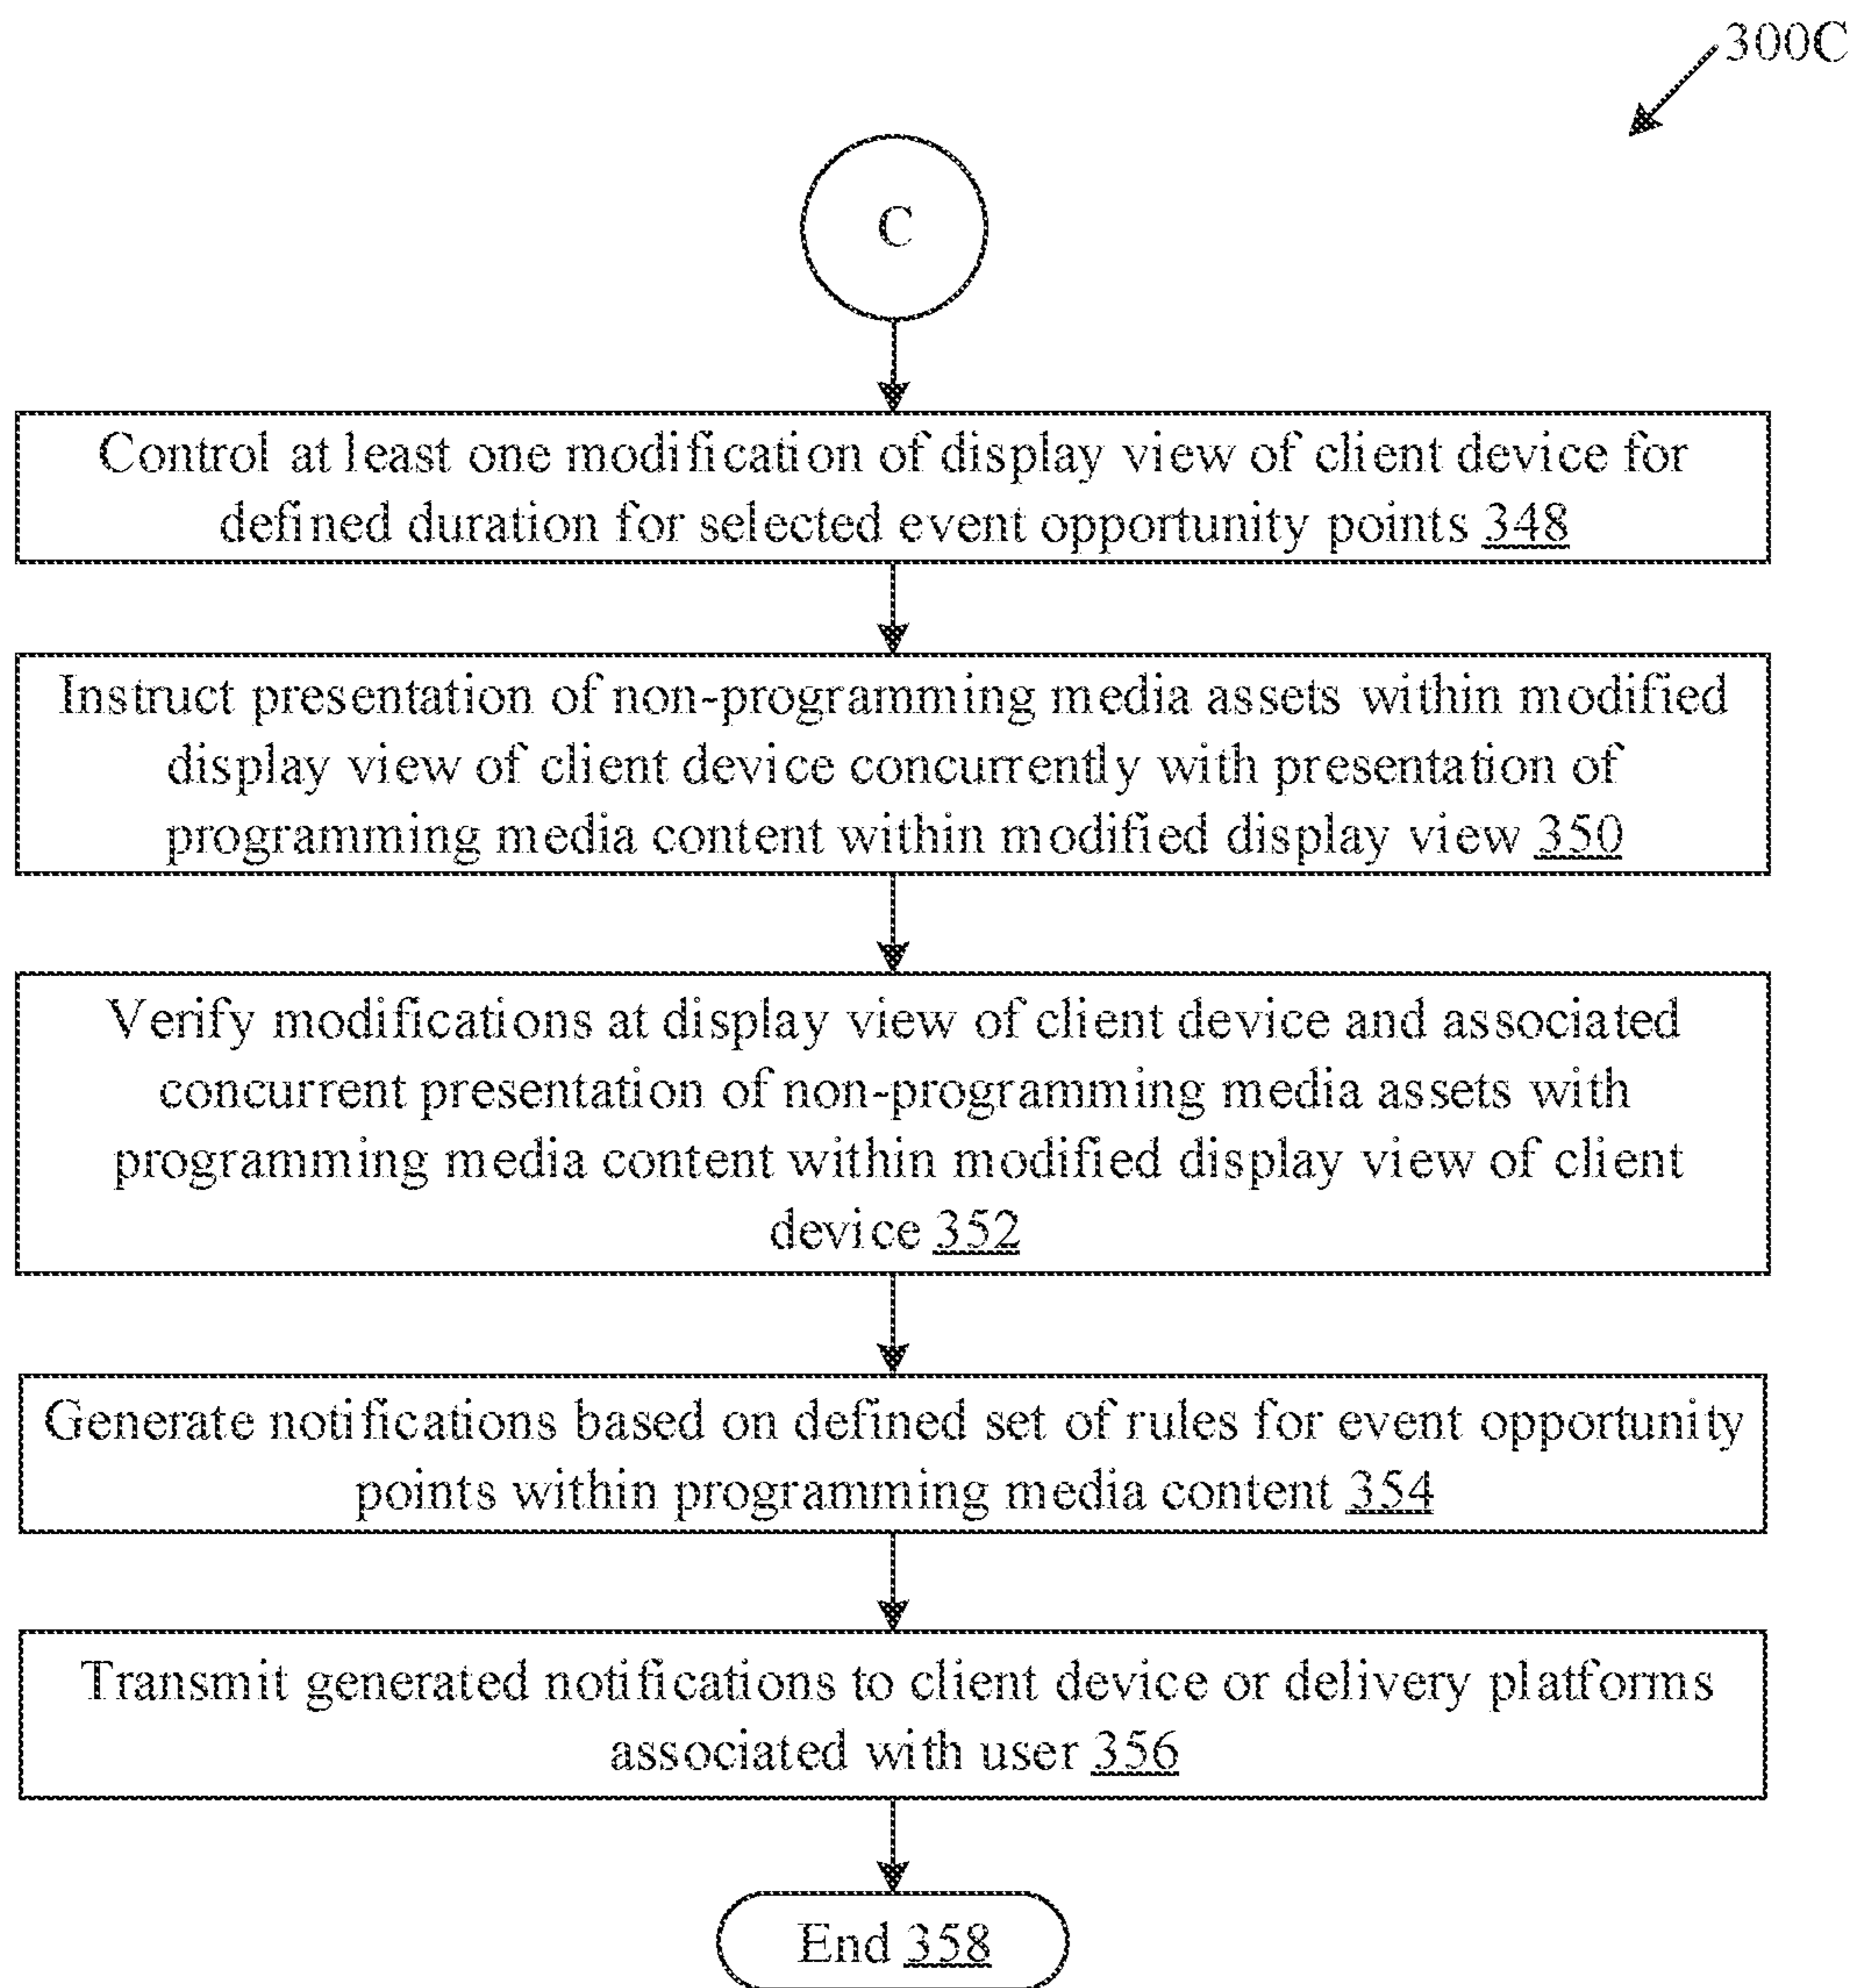 300C
C
Control at least one modification of display view of client device for
defined duration for selected event opportunity points 348
Instruct presentation of non-programming media assets within modified
display view of client device concurrently with presentation of
programming media content within modified display view 350
Verify modifications at display view of client device and associated
concurrent presentation of non-programming media assets with
programming media content within modified display view of client
device 352
Generate notifications based on defined set of rules for event opportunity
points within programming media content 354
Transmit generated notifications to client device or delivery platforms
associated with user 356
End 358